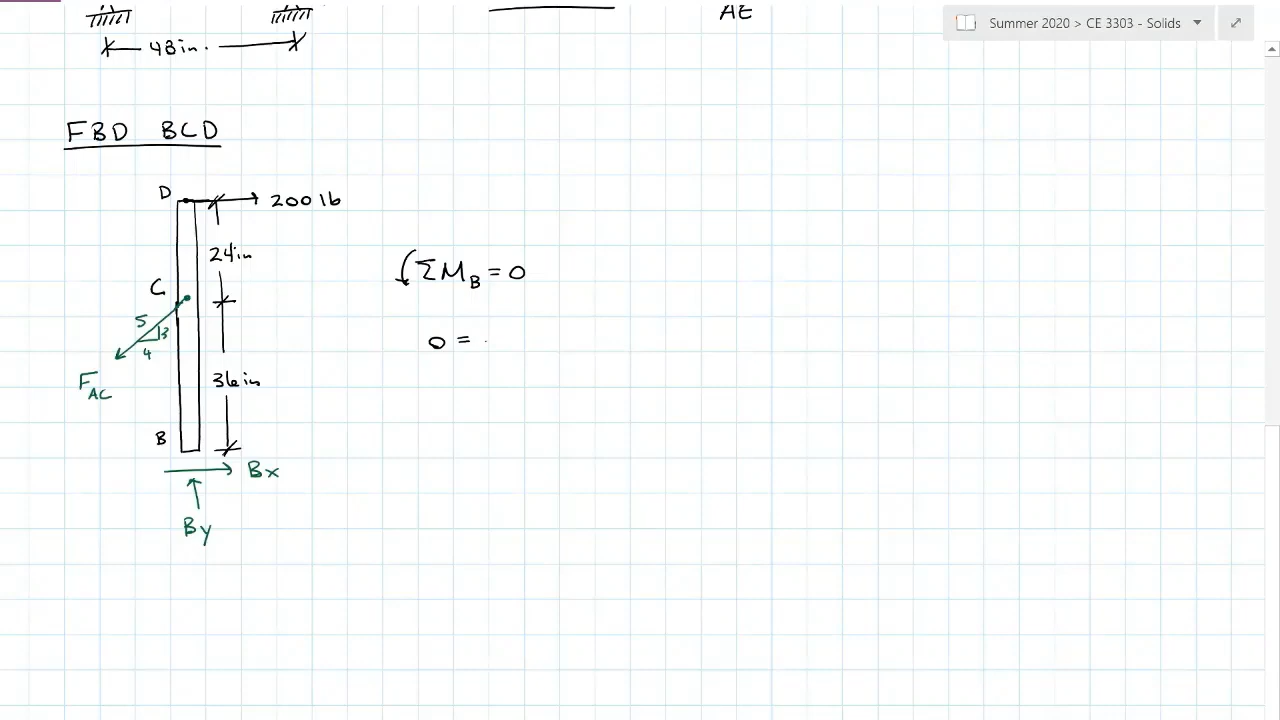 48in.
AE
Summer 2020 > CE 3303 - Solids
FBD BCD
D
200 lb
24in
C
5
3
4
F_AC
36in
B
Bx
By
ΣM_B = 0
0 =